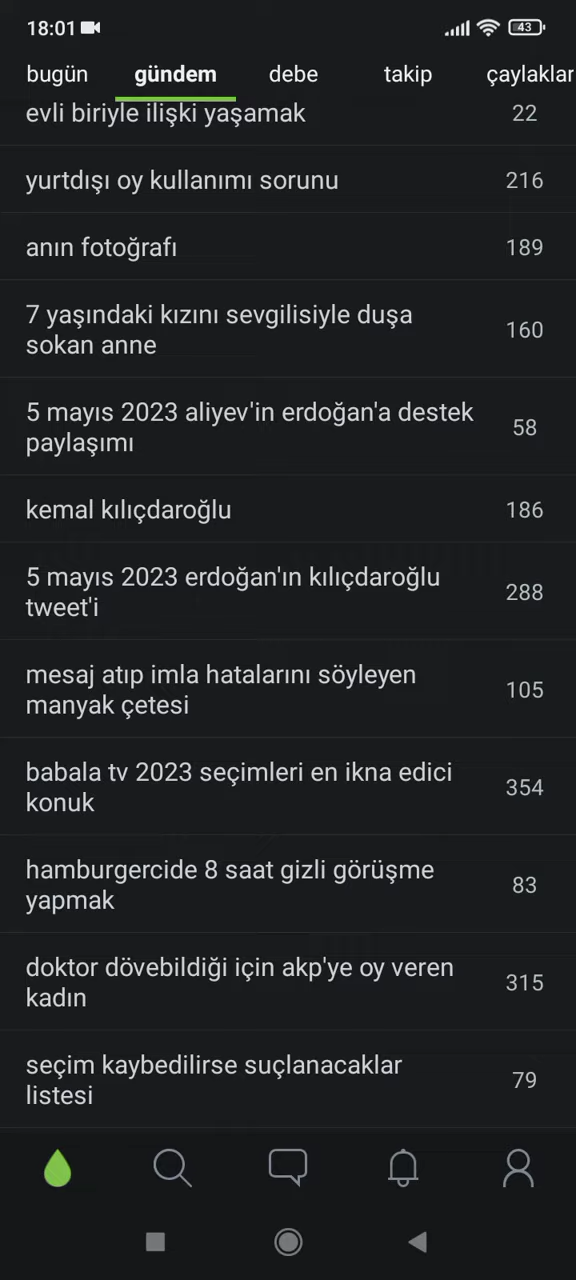 18:01
43
bugün gündem debe takip çaylaklar
evli biriyle ilişki yaşamak 22
yurtdışı oy kullanımı sorunu 216
anın fotoğrafı 189
7 yaşındaki kızını sevgilisiyle duşa
sokan anne 160
5 mayıs 2023 aliyev'in erdoğan'a destek
paylaşımı 58
kemal kılıçdaroğlu 186
5 mayıs 2023 erdoğan'ın kılıçdaroğlu
tweet'i 288
mesaj atıp imla hatalarını söyleyen
manyak çetesi 105
babala tv 2023 seçimleri en ikna edici
konuk 354
hamburgercide 8 saat gizli görüşme
yapmak 83
doktor dövebildiği için akp'ye oy veren
kadın 315
seçim kaybedilirse suçlanacaklar
listesi 79